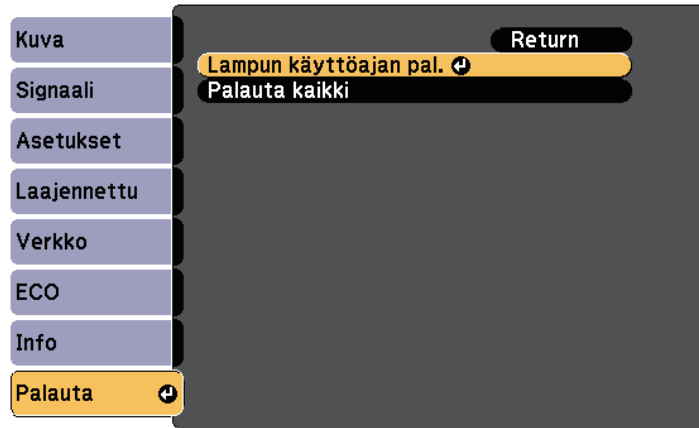 Kuva
Signaali
Asetukset
Laajennettu
Verkko
ECO
Info
Palauta
Return
Lampun käyttöajan pal.
Palauta kaikki